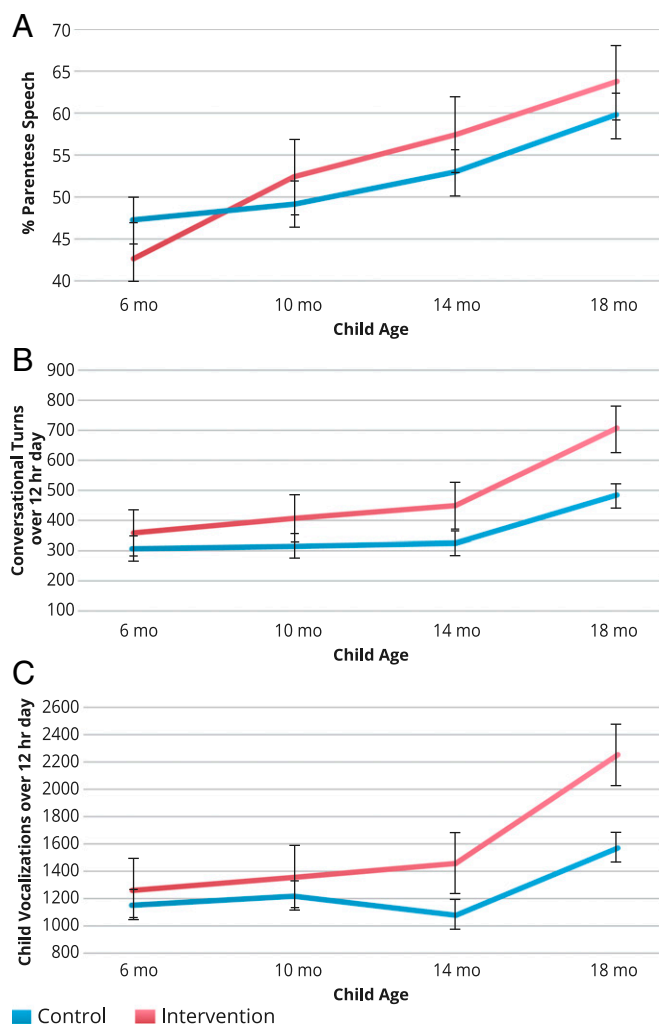 A
% Parentese Speech
70
65
60
55
50
45
40
6 mo 10 mo 14 mo 18 mo
Child Age
B
Conversational Turns
over 12 hr day
900
800
700
600
500
400
300
200
100
6 mo 10 mo 14 mo 18 mo
Child Age
C
Child Vocalizations over 12 hr day
2600
2400
2200
2000
1800
1600
1400
1200
1000
800
6 mo 10 mo 14 mo 18 mo
Child Age
Control Intervention